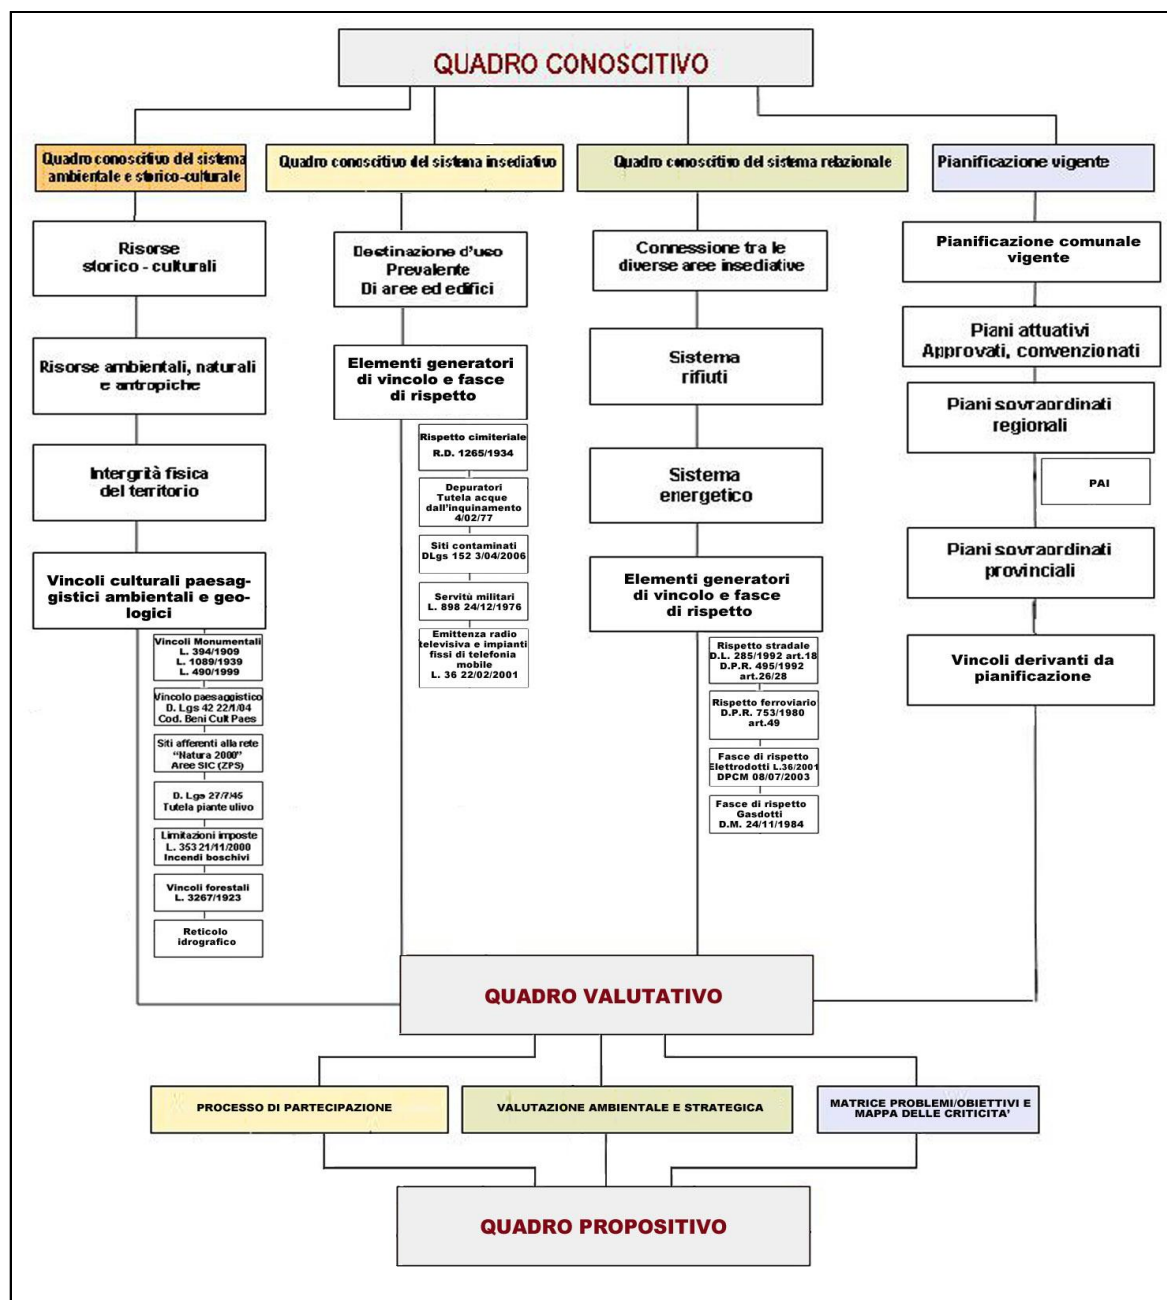 QUADRO CONOSCITIVO
Quadro conoscitivo del sistema
ambientale e storico-culturale
Quadro conoscitivo del sistema insediativo
Quadro conoscitivo del sistema relazionale
Pianificazione vigente
Risorse
storico - culturali
Risorse ambientali, naturali
e antropiche
Intergrità fisica
del territorio
Vincoli culturali paesag-
gistici ambientali e geo-
logici
Vincoli Monumentali
L. 394/1909
L. 1089/1939
L. 490/1999
Vincolo paesaggistico
D. Lgs 42 22/1/04
Cod. Beni Cult Paes
Siti afferenti alla rete
"Natura 2000"
Aree SIC (ZPS)
D. Lgs 27/7/45
Tutela piante ulivo
Limitazioni imposte
L. 353 21/11/2000
Incendi boschivi
Vincoli forestali
L. 3267/1923
Reticolo
idrografico
Destinazione d'uso
Prevalente
Di aree ed edifici
Elementi generatori
di vincolo e fasce
di rispetto
Rispetto cimiteriale
R.D. 1265/1934
Depuratori
Tutela acque
dall'inquinamento
4/02/77
Siti contaminati
DLgs 152 3/04/2006
Servitù militari
L. 898 24/12/1976
Emittenza radio
televisiva e impianti
fissi di telefonia
mobile
L. 36 22/02/2001
Connessione tra le
diverse aree insediative
Sistema
rifiuti
Sistema
energetico
Elementi generatori
di vincolo e fasce
di rispetto
Rispetto stradale
D.L. 285/1992 art.18
D.P.R. 495/1992
art.26/28
Rispetto ferroviario
D.P.R. 753/1980
art.49
Fasce di rispetto
Elettrodotti L.36/2001
DPCM 08/07/2003
Fasce di rispetto
Gasdotti
D.M. 24/11/1984
Pianificazione comunale
vigente
Piani attuativi
Approvati, convenzionati
Piani sovraordinati
regionali
PAI
Piani sovraordinati
provinciali
Vincoli derivanti da
pianificazione
QUADRO VALUTATIVO
PROCESSO DI PARTECIPAZIONE
VALUTAZIONE AMBIENTALE E STRATEGICA
MATRICE PROBLEMI/OBIETTIVI E
MAPPA DELLE CRITICITA'
QUADRO PROPOSITIVO